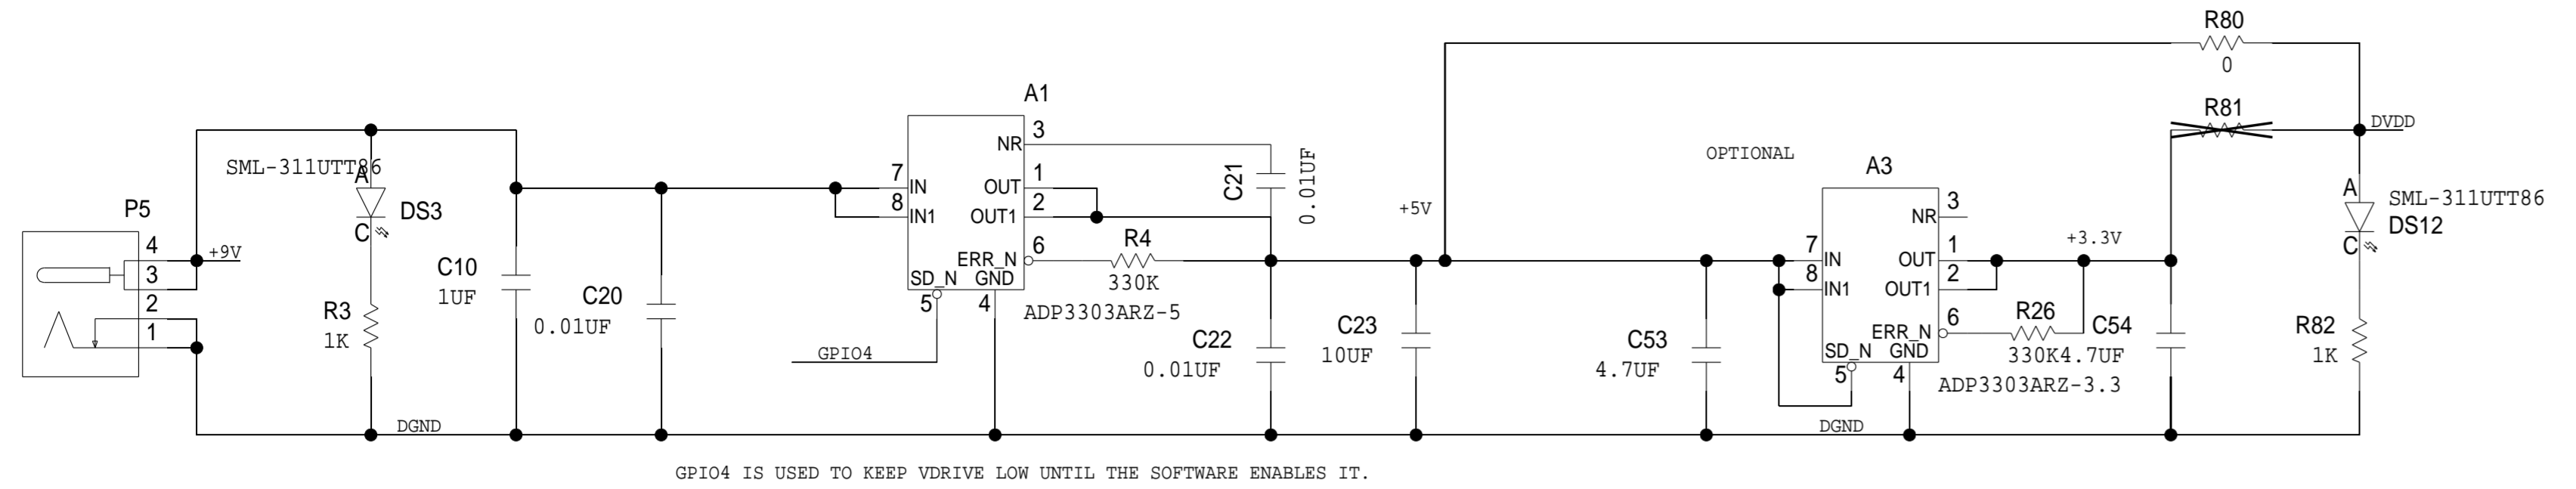 R80
0
R81
DVDD
A1
3
NR
7
IN
OUT
1
8
IN1
OUT1
2
ERR_N
6
SD_N
GND
5
4
ADP3303ARZ-5
R4
330K
C21
0.01UF
SML-311UTT86
A
DS3
C
P5
4
3
2
1
+9V
R3
1K
C10
1UF
C20
0.01UF
GPIO4
DGND
C22
0.01UF
C23
10UF
+5V
C53
4.7UF
OPTIONAL
A3
3
NR
7
IN
OUT
1
8
IN1
OUT1
2
ERR_N
6
SD_N
GND
5
4
ADP3303ARZ-3.3
+3.3V
R26
330K
C54
4.7UF
DGND
A
SML-311UTT86
DS12
C
R82
1K
GPIO4 IS USED TO KEEP VDRIVE LOW UNTIL THE SOFTWARE ENABLES IT.